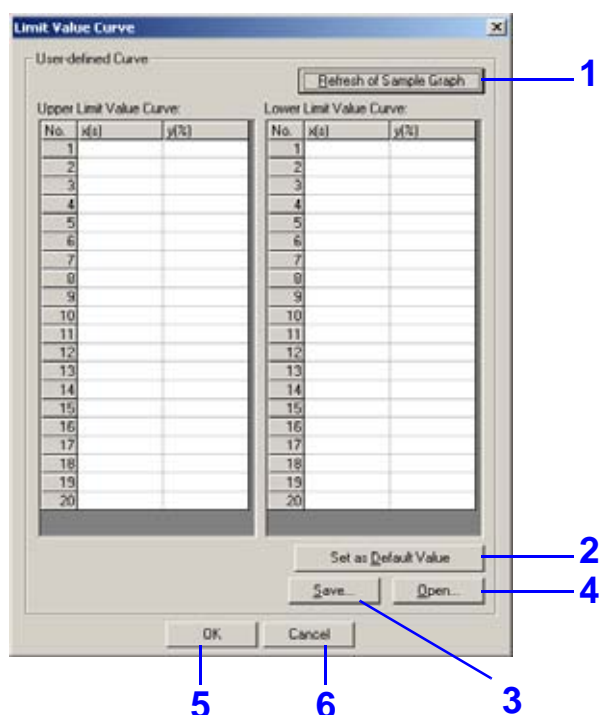 Limit Value Curve
User-defined Curve
Refresh of Sample Graph 1
Upper Limit Value Curve: Lower Limit Value Curve:
No. x(s) y(%) No. x(s) y(%)
1 1
2 2
3 3
4 4
5 5
6 6
7 7
8 8
9 9
10 10
11 11
12 12
13 13
14 14
15 15
16 16
17 17
18 18
19 19
20 20
Set as Default Value 2
Save... Open... 4
OK Cancel
5 6 3